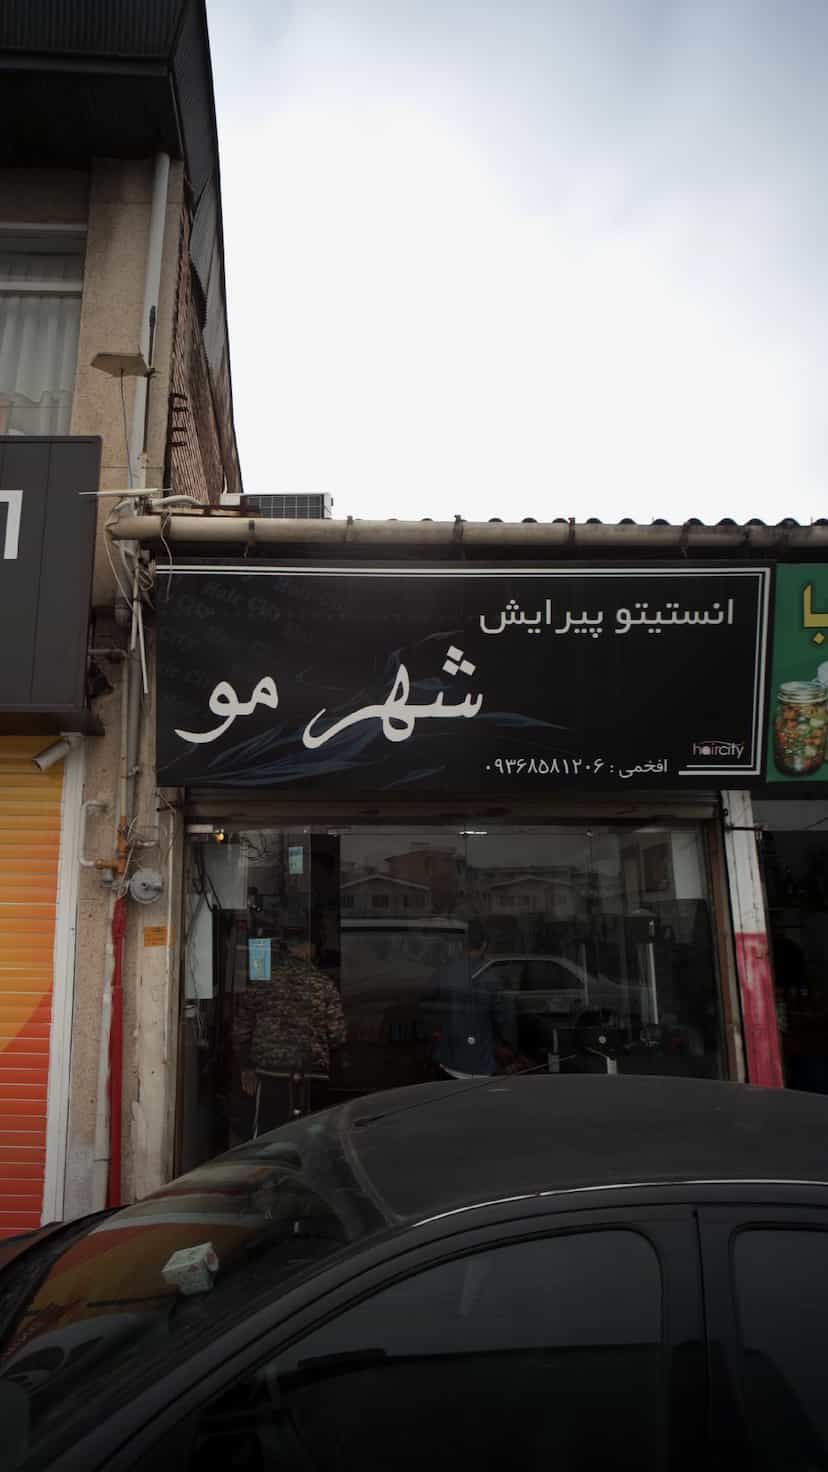 انستیتو پیرایش
شهر مو
افخمی : ۰۹۳۶۸۵۸۱۲۰۶
haircity